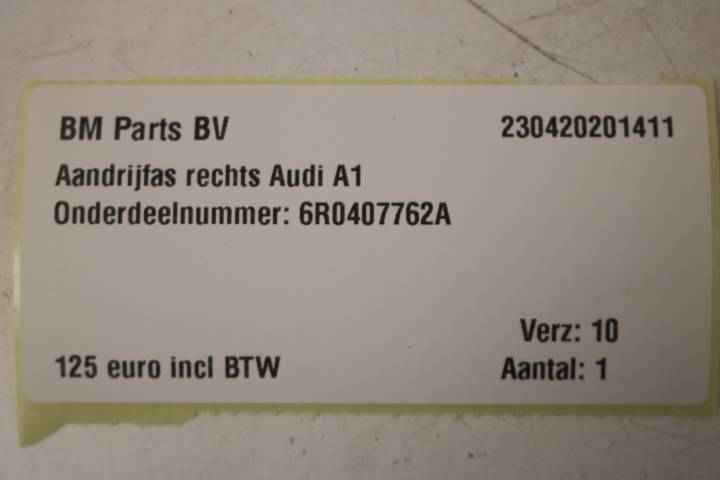 BM Parts BV 230420201411
Aandrijfas rechts Audi A1
Onderdeelnummer: 6R0407762A
Verz: 10
125 euro incl BTW Aantal: 1